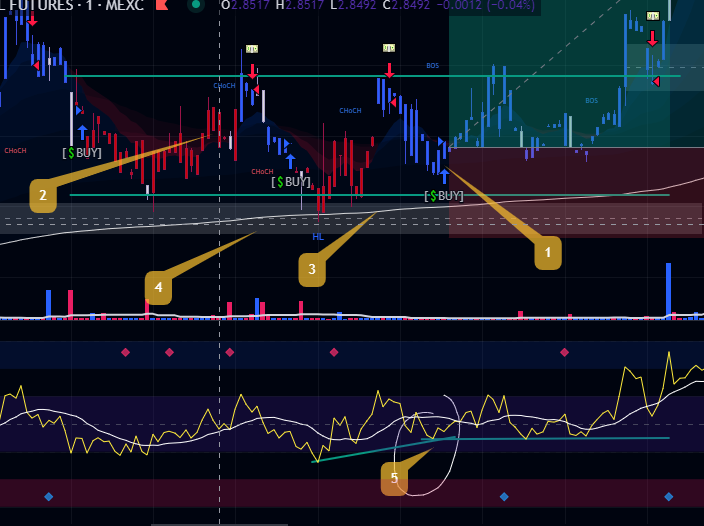 L FUTURES · 1 · MEXC O2.8517 H2.8517 L2.8492 C2.8492 −0.0012 (−0.04%)
BOS
CHoCH
BOS
CHoCH
CHoCH
[$BUY]
CHoCH
[$BUY]
[$BUY]
2
HL
1
3
4
5